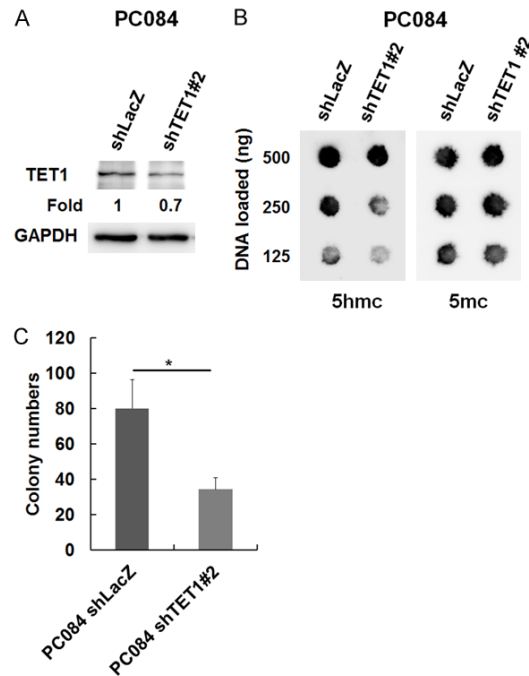 A
PC084
shLacZ
shTET1#2
TET1
Fold 1 0.7
GAPDH
B
PC084
shLacZ
shTET1#2
shLacZ
shTET1 #2
DNA loaded (ng)
500
250
125
5hmc
5mc
C
Colony numbers
120
100
80
60
40
20
0
*
PC084 shLacZ
PC084 shTET1#2